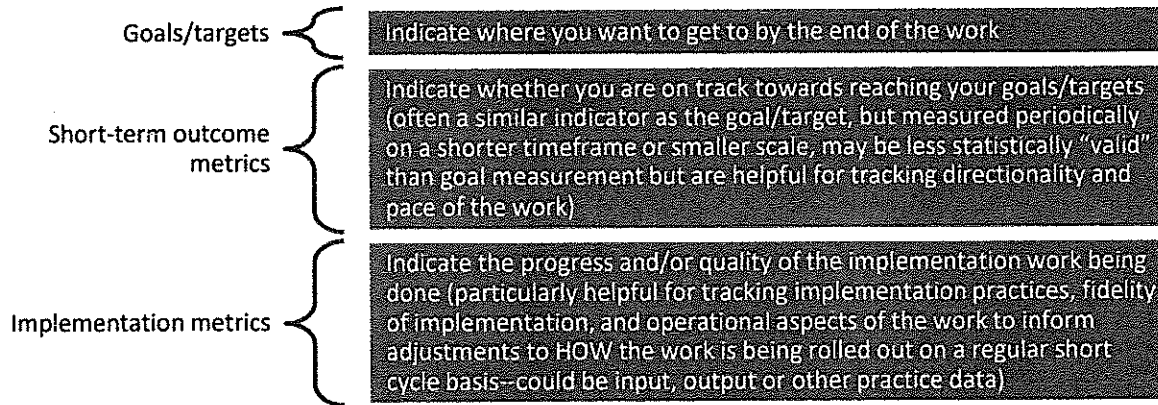 Goals/targets
Indicate where you want to get to by the end of the work
Short-term outcome
metrics
Indicate whether you are on track towards reaching your goals/targets
(often a similar indicator as the goal/target, but measured periodically
on a shorter timeframe or smaller scale, may be less statistically “valid”
than goal measurement but are helpful for tracking directionality and
pace of the work)
Implementation metrics
Indicate the progress and/or quality of the implementation work being
done (particularly helpful for tracking implementation practices, fidelity
of implementation, and operational aspects of the work to inform
adjustments to HOW the work is being rolled out on a regular short
cycle basis--could be input, output or other practice data)